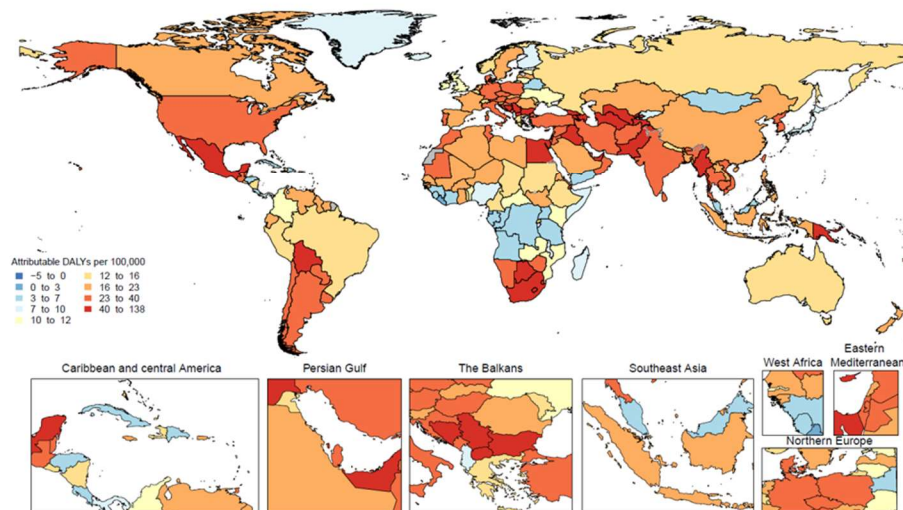 Attributable DALYs per 100,000
−5 to 0
0 to 3
3 to 7
7 to 10
10 to 12
12 to 16
16 to 23
23 to 40
40 to 138
Caribbean and central America
Persian Gulf
The Balkans
Southeast Asia
West Africa
Eastern
Mediterranean
Northern Europe